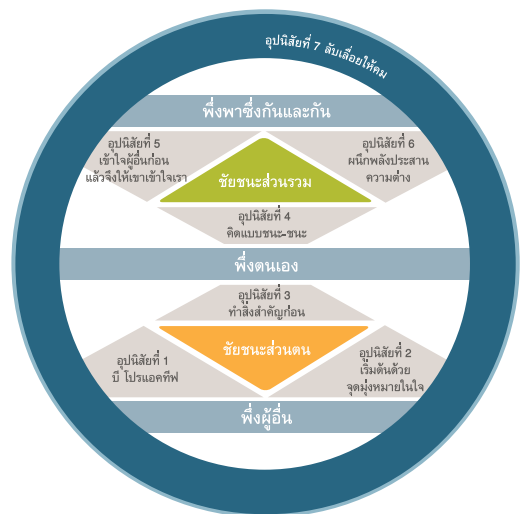 อุปนิสัยที่ 7 ลับเลื่อยให้คม
พึ่งพาซึ่งกันและกัน
อุปนิสัยที่ 5
เข้าใจผู้อื่นก่อน
แล้วจึงให้เขาเข้าใจเรา
อุปนิสัยที่ 6
ผนึกพลังประสาน
ความต่าง
ชัยชนะส่วนรวม
อุปนิสัยที่ 4
คิดแบบชนะ-ชนะ
พึ่งตนเอง
อุปนิสัยที่ 3
ทำสิ่งสำคัญก่อน
ชัยชนะส่วนตน
อุปนิสัยที่ 1
บี โปรแอคทีฟ
อูปนิสัยที่ 2
เริ่มต้นด้วย
จุดมุ่งหมายในใจ
พึ่งผู้อื่น